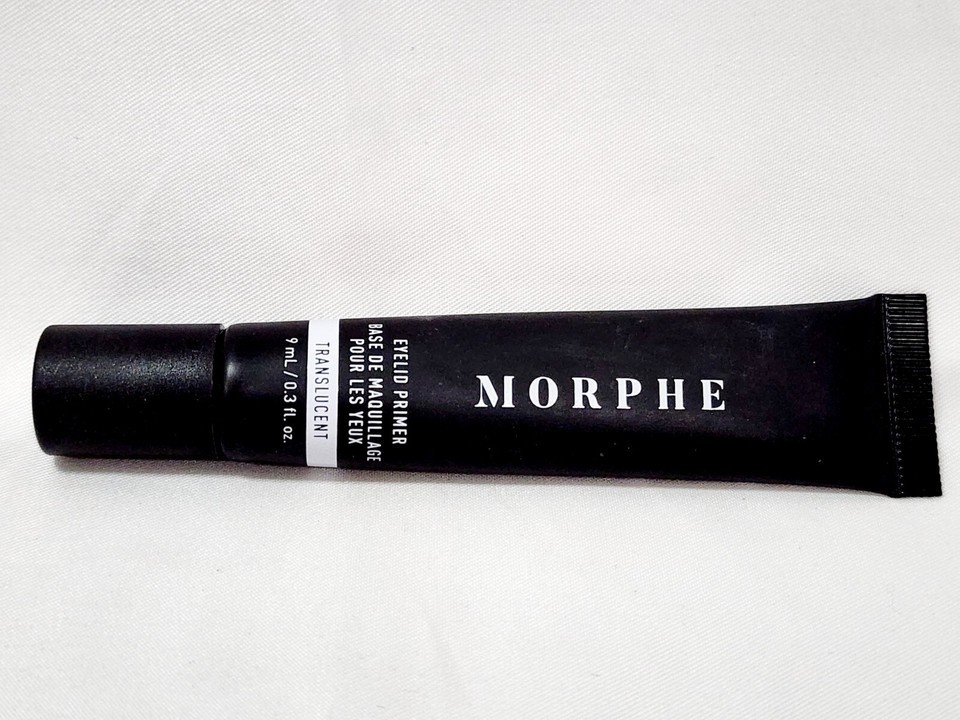 MORPHE
EYELID PRIMER
BASE DE MAQUILLAGE
POUR LES YEUX
TRANSLUCENT
9 mL / 0.3 fl. oz.